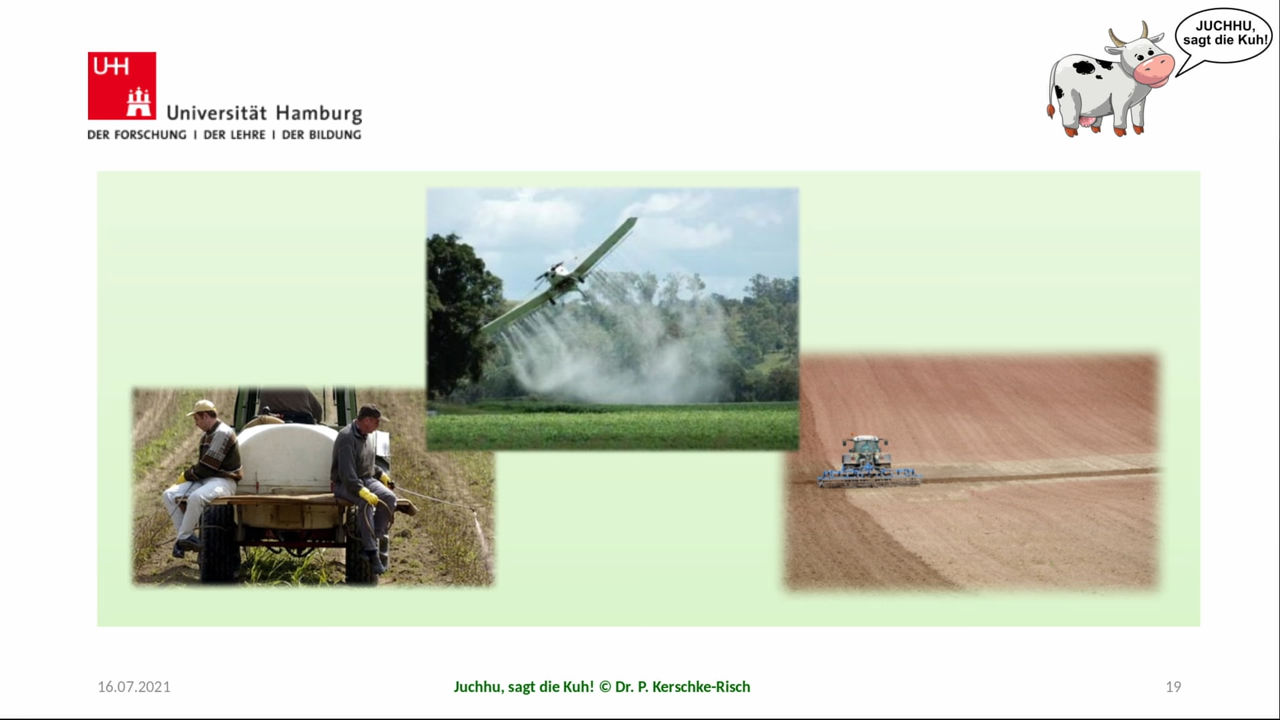 UHH
Universität Hamburg
DER FORSCHUNG I DER LEHRE I DER BILDUNG
JUCHHU,
sagt die Kuh!
16.07.2021
Juchhu, sagt die Kuh! © Dr. P. Kerschke-Risch
19